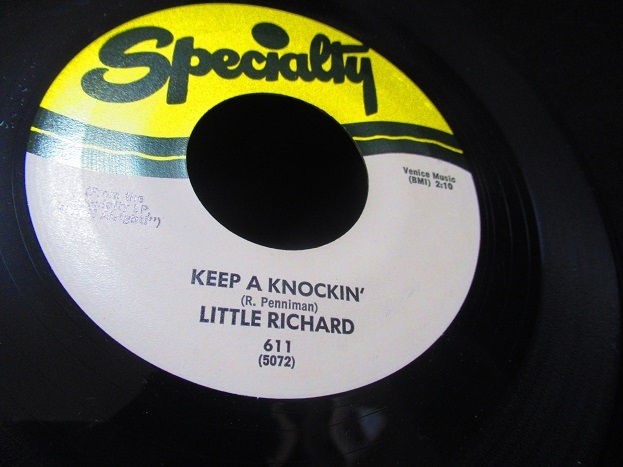 Specialty
Venice Music
(BMI) 2:10
KEEP A KNOCKIN'
(R. Penniman)
LITTLE RICHARD
611
(5072)